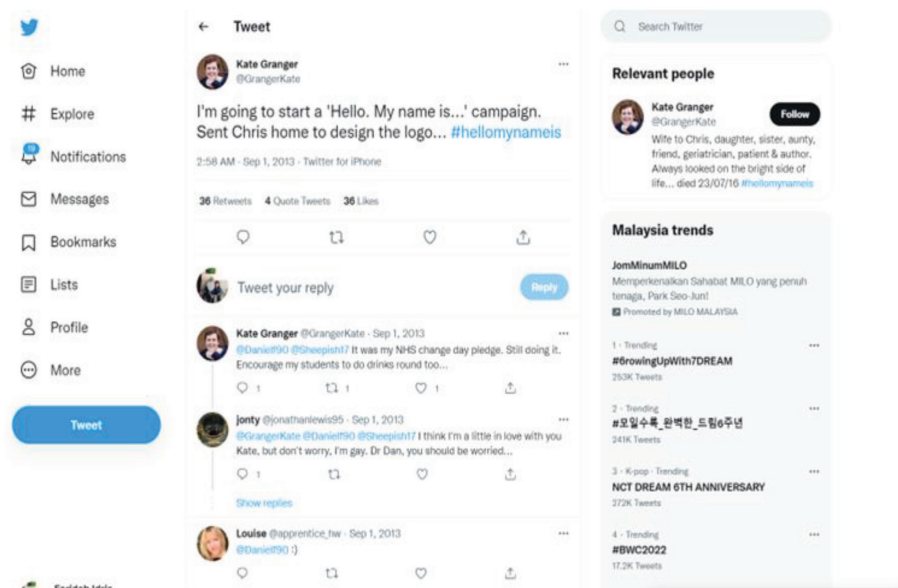 Home
Explore
19
Notifications
Messages
Bookmarks
Lists
Profile
More
Tweet
Tweet
Kate Granger
@GrangerKate
I'm going to start a 'Hello. My name is...' campaign.
Sent Chris home to design the logo... #hellomynameis
2:58 AM · Sep 1, 2013 · Twitter for iPhone
36 Retweets 4 Quote Tweets 36 Likes
Tweet your reply
Reply
Kate Granger @GrangerKate · Sep 1, 2013
@Danielf90 @Sheepish17 It was my NHS change day pledge. Still doing it.
Encourage my students to do drinks round too...
1 1 1
jonty @jonathanlewis95 · Sep 1, 2013
@GrangerKate @Danielf90 @Sheepish17 I think I'm a little in love with you
Kate, but don't worry, I'm gay. Dr Dan, you should be worried...
1
Show replies
Louise @apprentice_hw · Sep 1, 2013
@Danielf90 :)
Search Twitter
Relevant people
Kate Granger
@GrangerKate
Follow
Wife to Chris, daughter, sister, aunty,
friend, geriatrician, patient & author.
Always looked on the bright side of
life... died 23/07/16 #hellomynameis
Malaysia trends
JomMinumMILO
Memperkenalkan Sahabat MILO yang penuh
tenaga, Park Seo-Jun!
Promoted by MILO MALAYSIA
1 · Trending
#6rowingUpWith7DREAM
253K Tweets
2 · Trending
#모일수록_완벽한_드림6주년
241K Tweets
3 · K-pop · Trending
NCT DREAM 6TH ANNIVERSARY
272K Tweets
4 · Trending
#BWC2022
17.2K Tweets